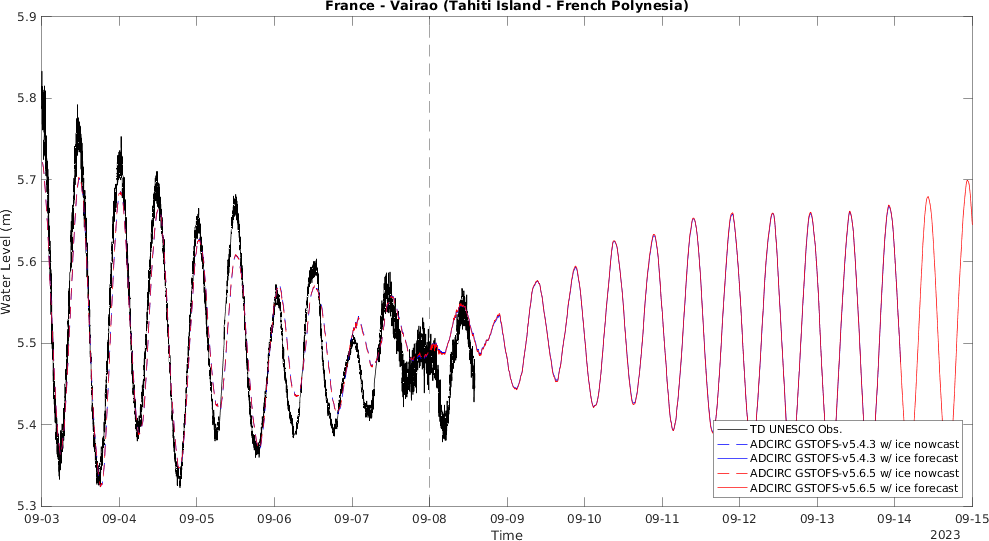 France - Vairao (Tahiti Island - French Polynesia)
5.9
5.8
5.7
5.6
5.5
5.4
5.3
Water Level (m)
TD UNESCO Obs.
ADCIRC GSTOFS-v5.4.3 w/ ice nowcast
ADCIRC GSTOFS-v5.4.3 w/ ice forecast
ADCIRC GSTOFS-v5.6.5 w/ ice nowcast
ADCIRC GSTOFS-v5.6.5 w/ ice forecast
09-03 09-04 09-05 09-06 09-07 09-08 09-09 09-10 09-11 09-12 09-13 09-14 09-15
Time
2023